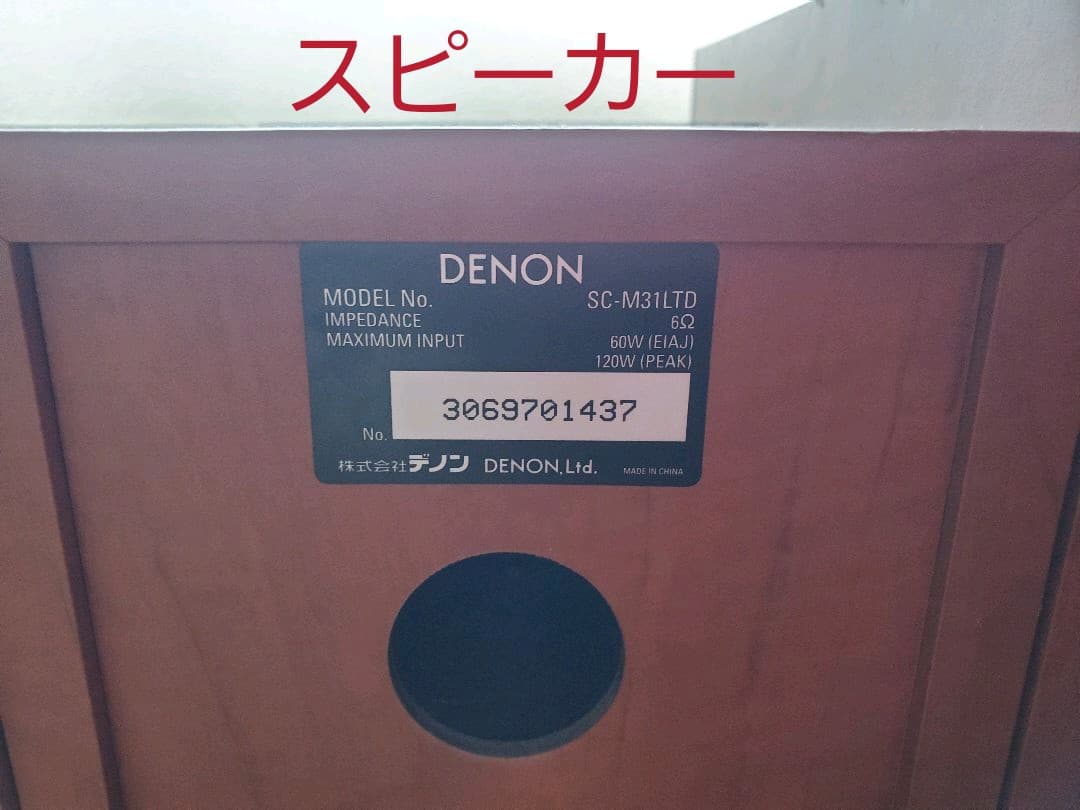 スピーカー
DENON
MODEL No. SC-M31LTD
IMPEDANCE 6Ω
MAXIMUM INPUT 60W (EIAJ)
120W (PEAK)
3069701437
No.
株式会社デノン DENON, Ltd. MADE IN CHINA